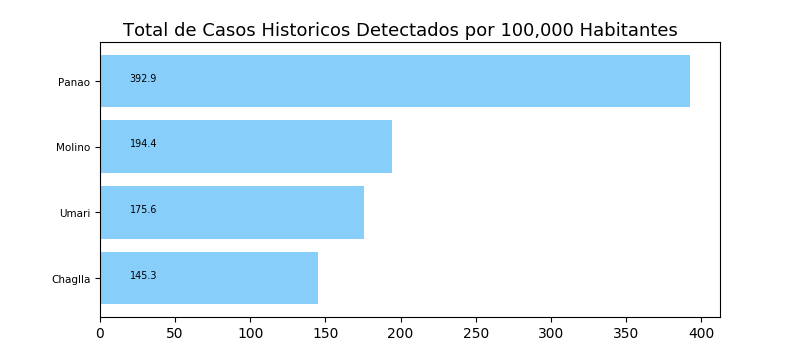 Total de Casos Historicos Detectados por 100,000 Habitantes
Panao 392.9
Molino 194.4
Umari 175.6
Chaglla 145.3
0 50 100 150 200 250 300 350 400